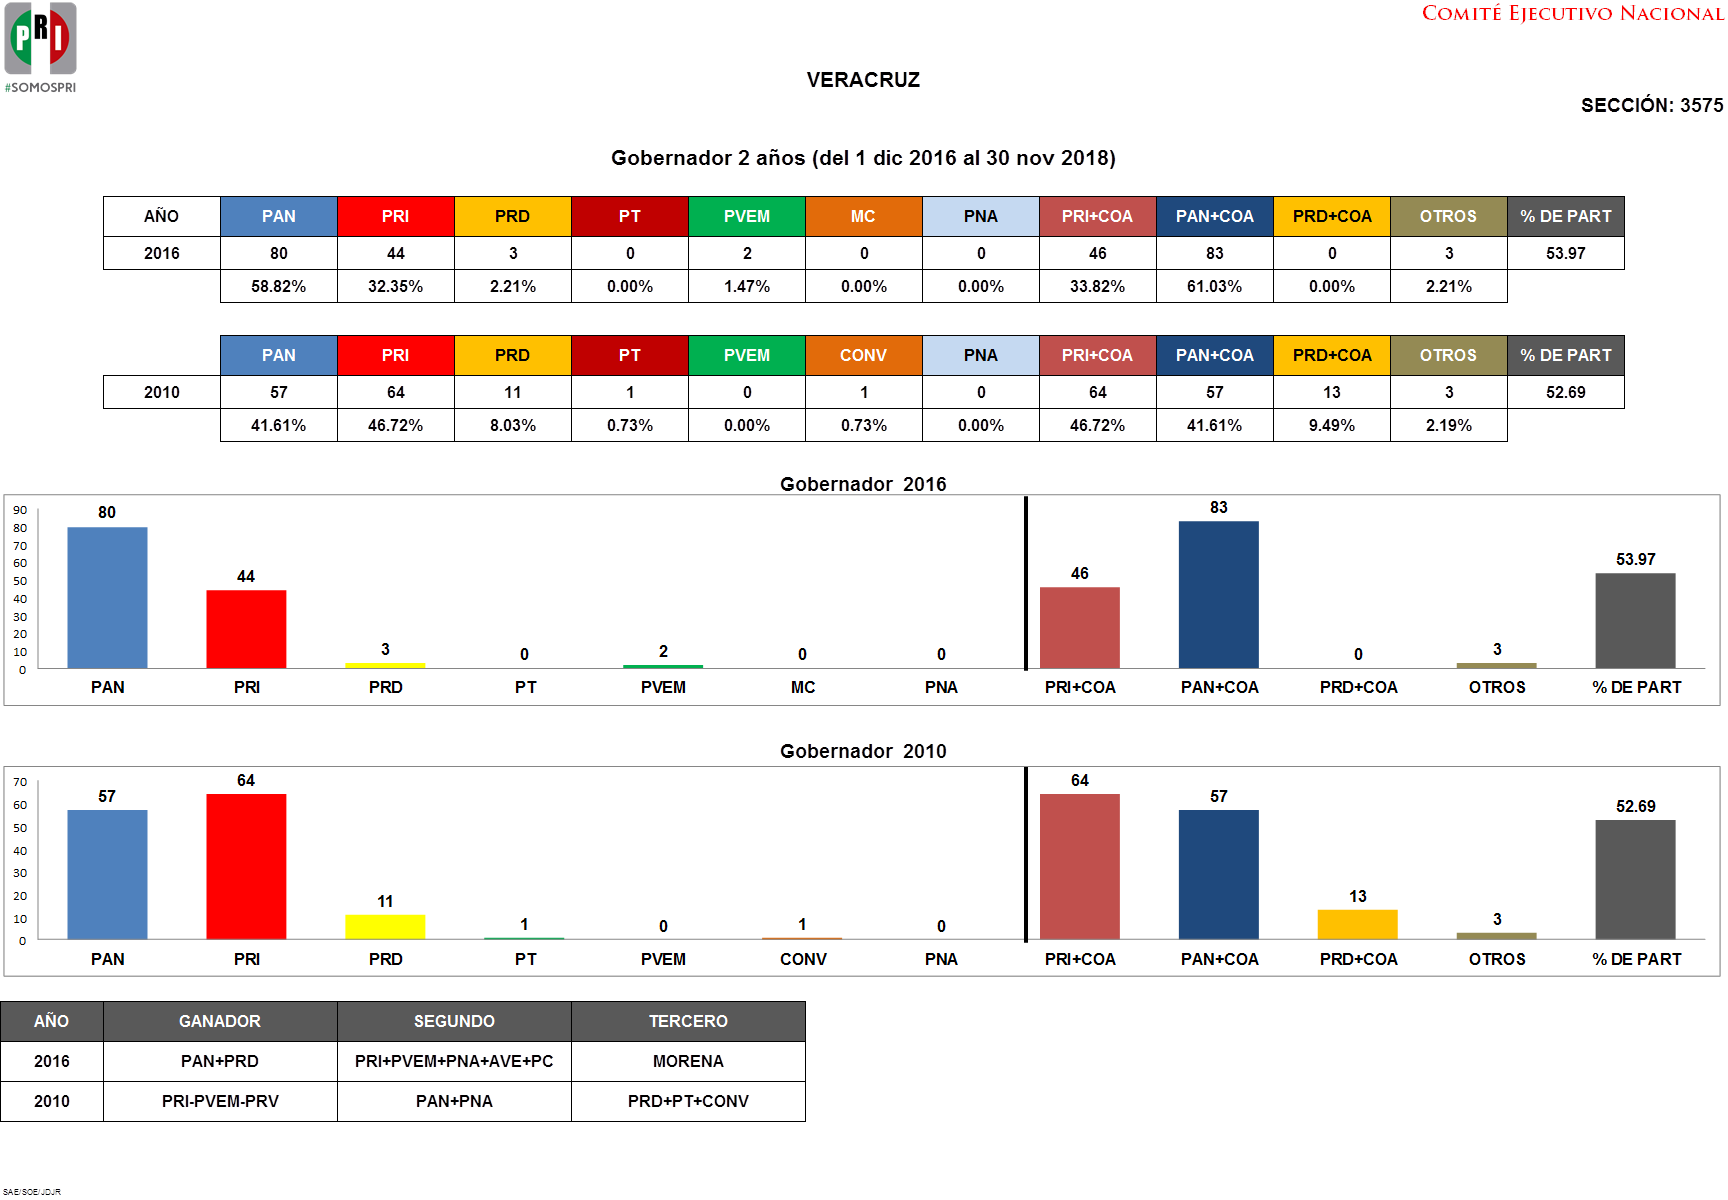 PRI
#SOMOSPRI
COMITÉ EJECUTIVO NACIONAL
VERACRUZ
SECCIÓN: 3575
Gobernador 2 años (del 1 dic 2016 al 30 nov 2018)
AÑO PAN PRI PRD PT PVEM MC PNA PRI+COA PAN+COA PRD+COA OTROS % DE PART
2016 80 44 3 0 2 0 0 46 83 0 3 53.97
58.82% 32.35% 2.21% 0.00% 1.47% 0.00% 0.00% 33.82% 61.03% 0.00% 2.21%
PAN PRI PRD PT PVEM CONV PNA PRI+COA PAN+COA PRD+COA OTROS % DE PART
2010 57 64 11 1 0 1 0 64 57 13 3 52.69
41.61% 46.72% 8.03% 0.73% 0.00% 0.73% 0.00% 46.72% 41.61% 9.49% 2.19%
Gobernador 2016
90
80
70
60
50
40
30
20
10
0
80 44 3 0 2 0 0 46 83 0 3 53.97
PAN PRI PRD PT PVEM MC PNA PRI+COA PAN+COA PRD+COA OTROS % DE PART
Gobernador 2010
70
60
50
40
30
20
10
0
57 64 11 1 0 1 0 64 57 13 3 52.69
PAN PRI PRD PT PVEM CONV PNA PRI+COA PAN+COA PRD+COA OTROS % DE PART
AÑO GANADOR SEGUNDO TERCERO
2016 PAN+PRD PRI+PVEM+PNA+AVE+PC MORENA
2010 PRI-PVEM-PRV PAN+PNA PRD+PT+CONV
SAE/SOE/JDJR